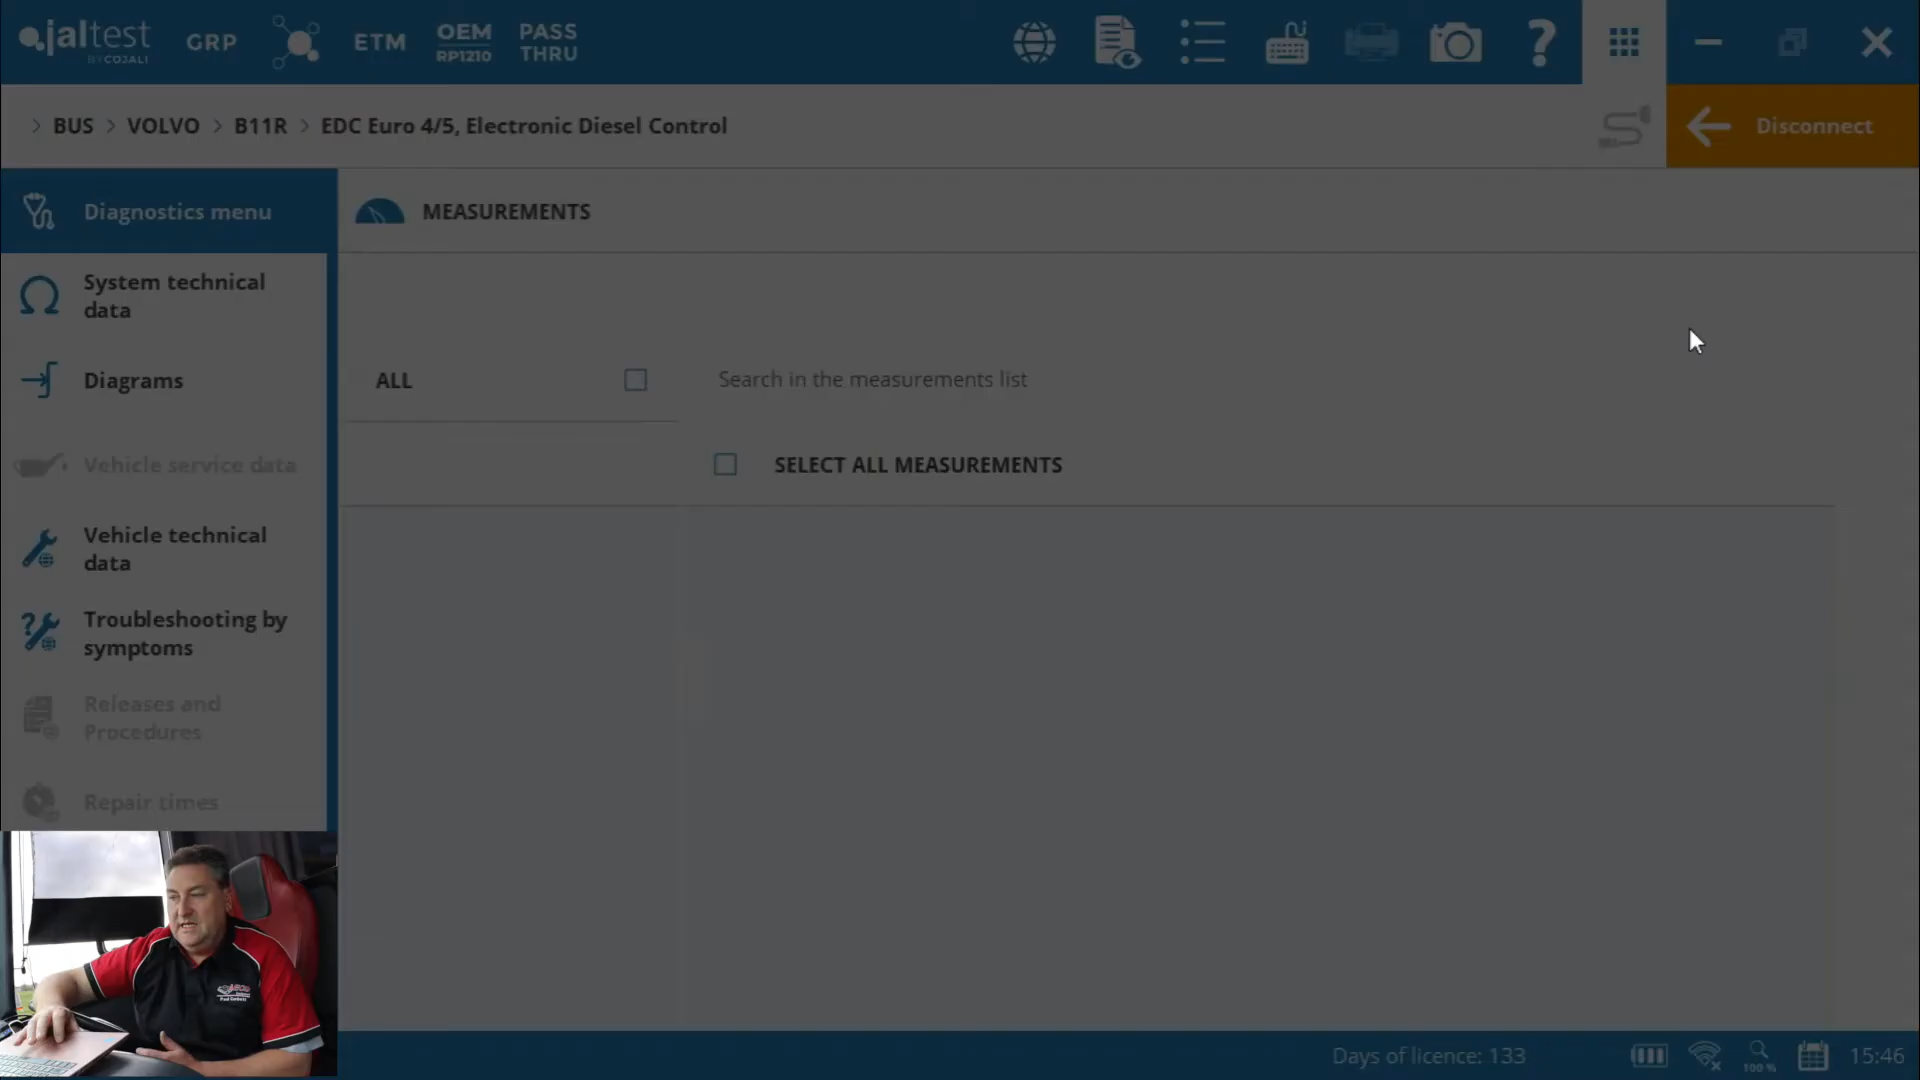 jaltest
BY COJALI
GRP
ETM
OEM
RP1210
PASS
THRU
> BUS > VOLVO > B11R > EDC Euro 4/5, Electronic Diesel Control
Disconnect
Diagnostics menu
MEASUREMENTS
System technical
data
Diagrams
ALL
Search in the measurements list
Vehicle service data
SELECT ALL MEASUREMENTS
Vehicle technical
data
Troubleshooting by
symptoms
Releases and
Procedures
Repair times
Days of licence: 133
100 %
15:46